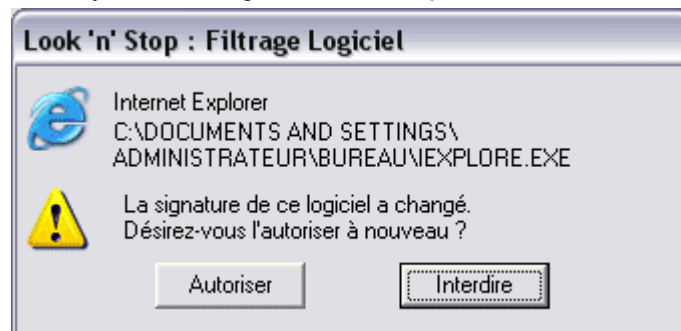 Look 'n' Stop : Filtrage Logiciel
Internet Explorer
C:\DOCUMENTS AND SETTINGS\
ADMINISTRATEUR\BUREAU\IEXPLORE.EXE
La signature de ce logiciel a changé.
Désirez-vous l'autoriser à nouveau ?
Autoriser Interdire